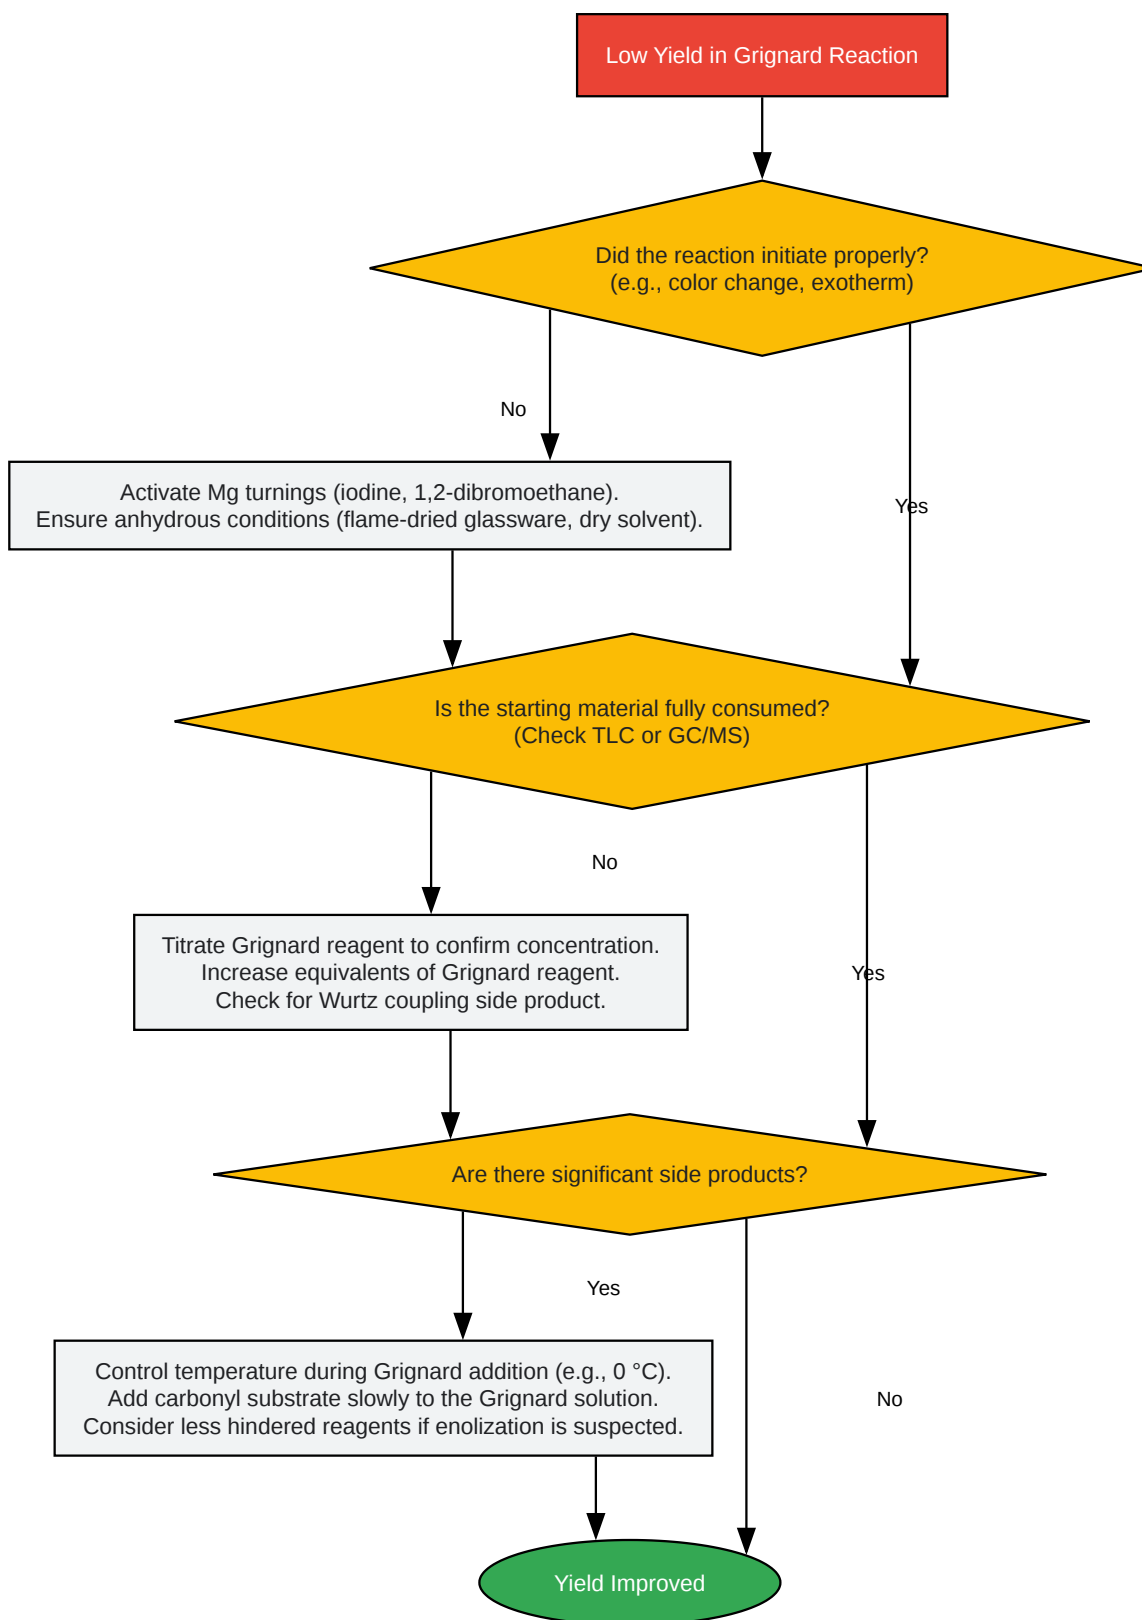 Low Yield in Grignard Reaction
Did the reaction initiate properly?
(e.g., color change, exotherm)
No
Activate Mg turnings (iodine, 1,2-dibromoethane).
Ensure anhydrous conditions (flame-dried glassware, dry solvent).
Yes
Is the starting material fully consumed?
(Check TLC or GC/MS)
No
Titrate Grignard reagent to confirm concentration.
Increase equivalents of Grignard reagent.
Check for Wurtz coupling side product.
Yes
Are there significant side products?
Yes
Control temperature during Grignard addition (e.g., 0 °C).
Add carbonyl substrate slowly to the Grignard solution.
Consider less hindered reagents if enolization is suspected.
No
Yield Improved